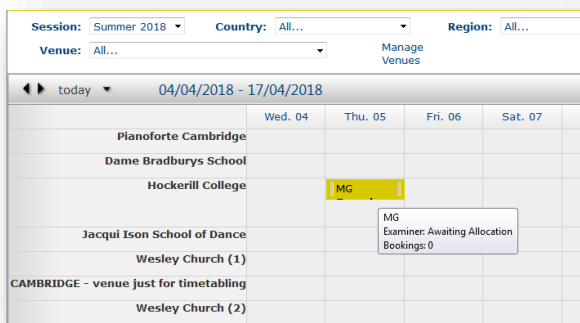 Session: Summer 2018 Country: All... Region: All...
Venue: All... Manage Venues
today 04/04/2018 - 17/04/2018
Wed. 04 Thu. 05 Fri. 06 Sat. 07
Pianoforte Cambridge
Dame Bradburys School
Hockerill College MG
MG
Examiner: Awaiting Allocation
Bookings: 0
Jacqui Ison School of Dance
Wesley Church (1)
CAMBRIDGE - venue just for timetabling
Wesley Church (2)